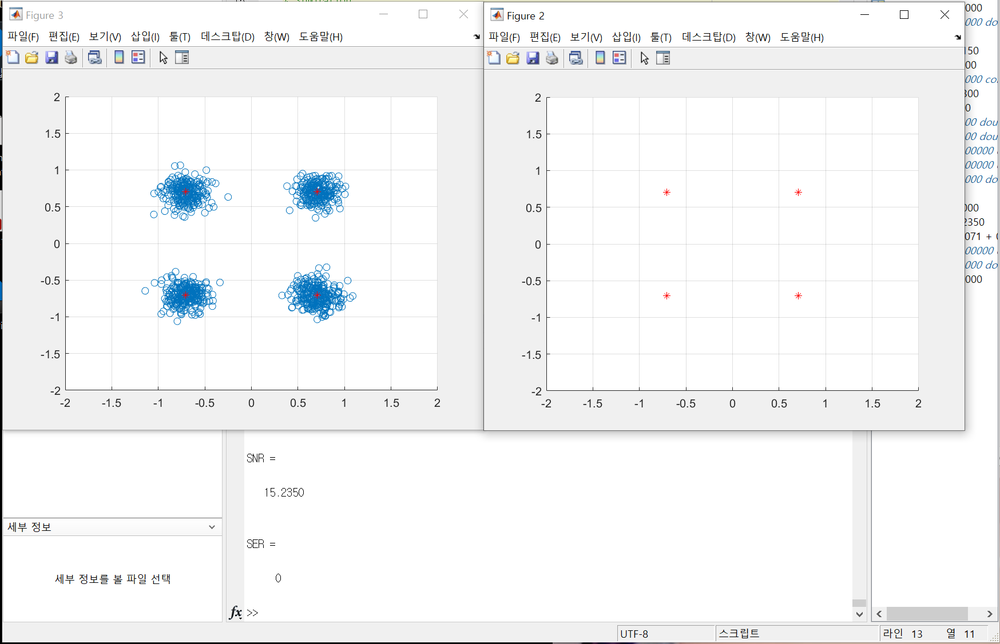 Figure 3
파일(F) 편집(E) 보기(V) 삽입(I) 툴(T) 데스크탑(D) 창(W) 도움말(H)
2
1.5
1
0.5
0
-0.5
-1
-1.5
-2
-2 -1.5 -1 -0.5 0 0.5 1 1.5 2
Figure 2
파일(F) 편집(E) 보기(V) 삽입(I) 툴(T) 데스크탑(D) 창(W) 도움말(H)
2
1.5
1
0.5
0
-0.5
-1
-1.5
-2
-2 -1.5 -1 -0.5 0 0.5 1 1.5 2
000
000 do
150
00
000 co
300
0
00 dou
00 dou
00000
00000
000 do
000
2350
071 +
00000
000 do
000
SNR =
15.2350
SER =
0
fx >>
세부 정보
세부 정보를 볼 파일 선택
UTF-8 스크립트 라인 13 열 11